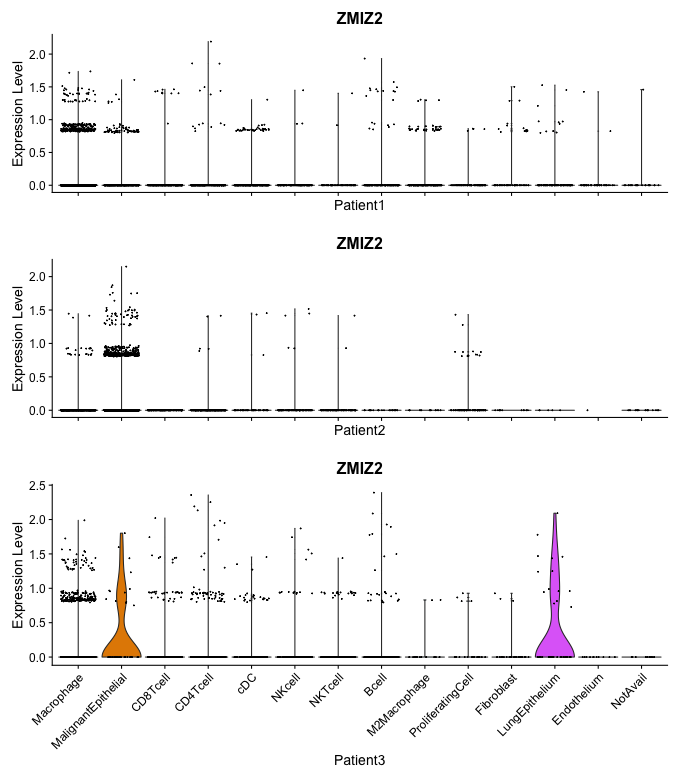 ZMIZ2
Expression Level
2.0
1.5
1.0
0.5
0.0
Patient1
ZMIZ2
Expression Level
2.0
1.5
1.0
0.5
0.0
Patient2
ZMIZ2
Expression Level
2.5
2.0
1.5
1.0
0.5
0.0
Macrophage
MalignantEpithelial
CD8Tcell
CD4Tcell
cDC
NKcell
NKTcell
Bcell
M2Macrophage
ProliferatingCell
Fibroblast
LungEpithelium
Endothelium
NotAvail
Patient3